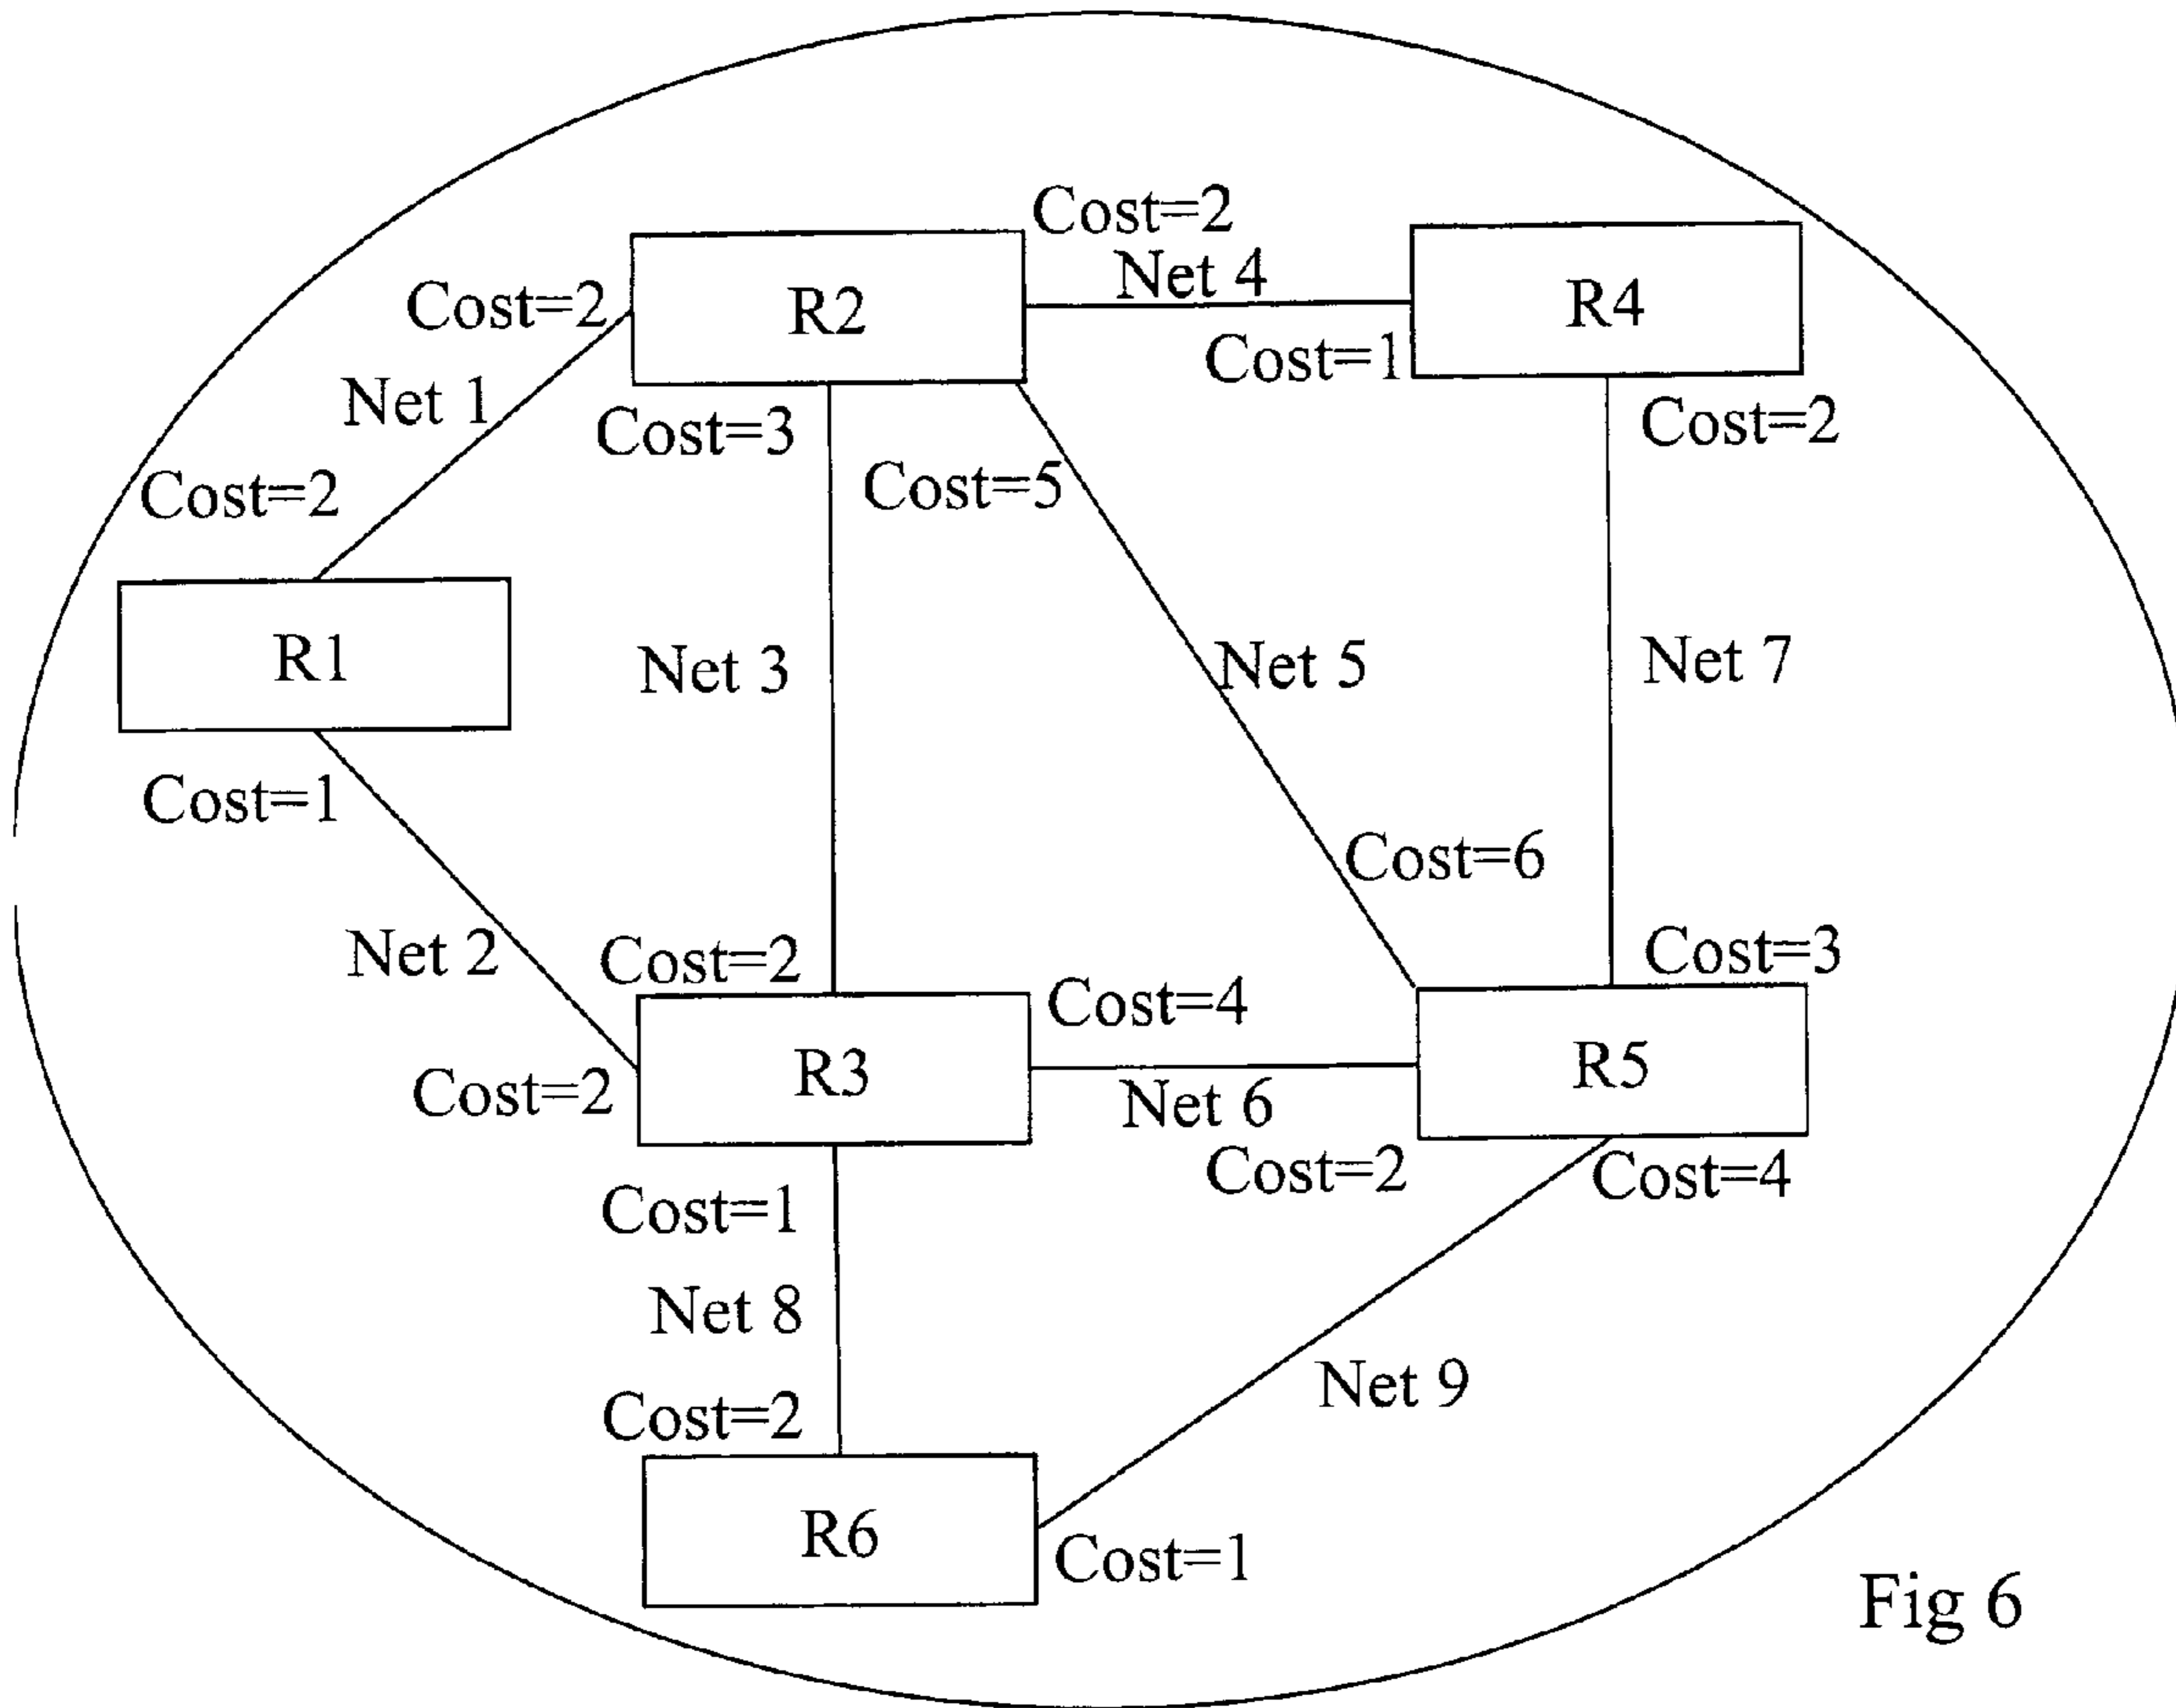 Cost=2
Net 4
R2
R4
Cost=2
Cost=1
Net 1
Cost=3
Cost=2
Cost=5
Cost=2
R1
Net 3
Net 5
Net 7
Cost=1
Cost=6
Net 2
Cost=2
Cost=3
Cost=4
R3
R5
Cost=2
Net 6
Cost=2
Cost=4
Cost=1
Net 8
Net 9
Cost=2
R6
Cost=1
Fig 6